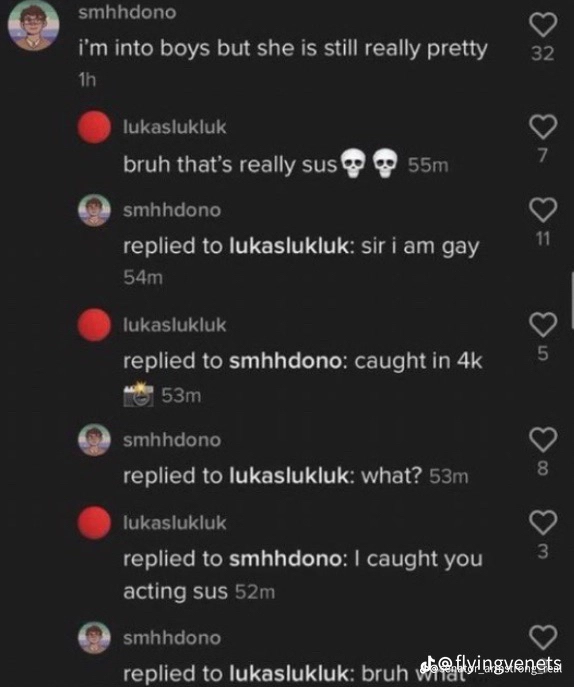 smhhdono
i'm into boys but she is still really pretty
32
1h
lukaslukluk
bruh that's really sus💀💀 55m
7
smhhdono
replied to lukaslukluk: sir i am gay
11
54m
lukaslukluk
replied to smhhdono: caught in 4k
5
📸 53m
smhhdono
replied to lukaslukluk: what? 53m
8
lukaslukluk
replied to smhhdono: I caught you
3
acting sus 52m
smhhdono
replied to lukaslukluk: bruh what
@flyingvenets